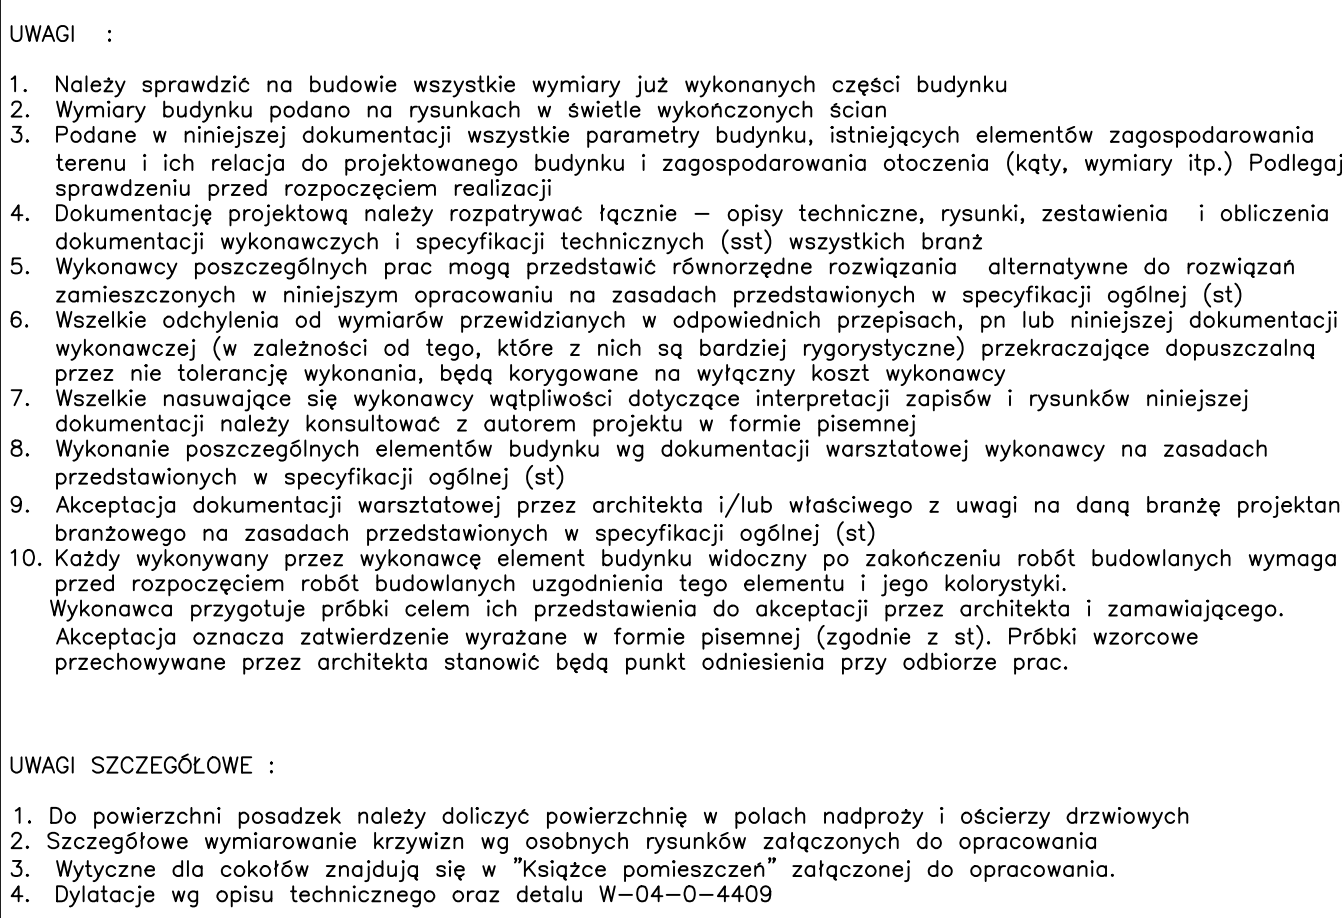 UWAGI :
1. Należy sprawdzić na budowie wszystkie wymiary już wykonanych części budynku
2. Wymiary budynku podano na rysunkach w świetle wykończonych ścian
3. Podane w niniejszej dokumentacji wszystkie parametry budynku, istniejących elementów zagospodarowania
terenu i ich relacja do projektowanego budynku i zagospodarowania otoczenia (kąty, wymiary itp.) Podlegaj
sprawdzeniu przed rozpoczęciem realizacji
4. Dokumentację projektową należy rozpatrywać łącznie – opisy techniczne, rysunki, zestawienia i obliczenia
dokumentacji wykonawczych i specyfikacji technicznych (sst) wszystkich branż
5. Wykonawcy poszczególnych prac mogą przedstawić równorzędne rozwiązania alternatywne do rozwiązań
zamieszczonych w niniejszym opracowaniu na zasadach przedstawionych w specyfikacji ogólnej (st)
6. Wszelkie odchylenia od wymiarów przewidzianych w odpowiednich przepisach, pn lub niniejszej dokumentacji
wykonawczej (w zależności od tego, które z nich są bardziej rygorystyczne) przekraczające dopuszczalną
przez nie tolerancję wykonania, będą korygowane na wyłączny koszt wykonawcy
7. Wszelkie nasuwające się wykonawcy wątpliwości dotyczące interpretacji zapisów i rysunków niniejszej
dokumentacji należy konsultować z autorem projektu w formie pisemnej
8. Wykonanie poszczególnych elementów budynku wg dokumentacji warsztatowej wykonawcy na zasadach
przedstawionych w specyfikacji ogólnej (st)
9. Akceptacja dokumentacji warsztatowej przez architekta i/lub właściwego z uwagi na daną branżę projektan
branżowego na zasadach przedstawionych w specyfikacji ogólnej (st)
10. Każdy wykonywany przez wykonawcę element budynku widoczny po zakończeniu robót budowlanych wymaga
przed rozpoczęciem robót budowlanych uzgodnienia tego elementu i jego kolorystyki.
Wykonawca przygotuje próbki celem ich przedstawienia do akceptacji przez architekta i zamawiającego.
Akceptacja oznacza zatwierdzenie wyrażane w formie pisemnej (zgodnie z st). Próbki wzorcowe
przechowywane przez architekta stanowić będą punkt odniesienia przy odbiorze prac.
UWAGI SZCZEGÓŁOWE :
1. Do powierzchni posadzek należy doliczyć powierzchnię w polach nadproży i ościerzy drzwiowych
2. Szczegółowe wymiarowanie krzywizn wg osobnych rysunków załączonych do opracowania
3. Wytyczne dla cokołów znajdują się w "Książce pomieszczeń" załączonej do opracowania.
4. Dylatacje wg opisu technicznego oraz detalu W–04–0–4409